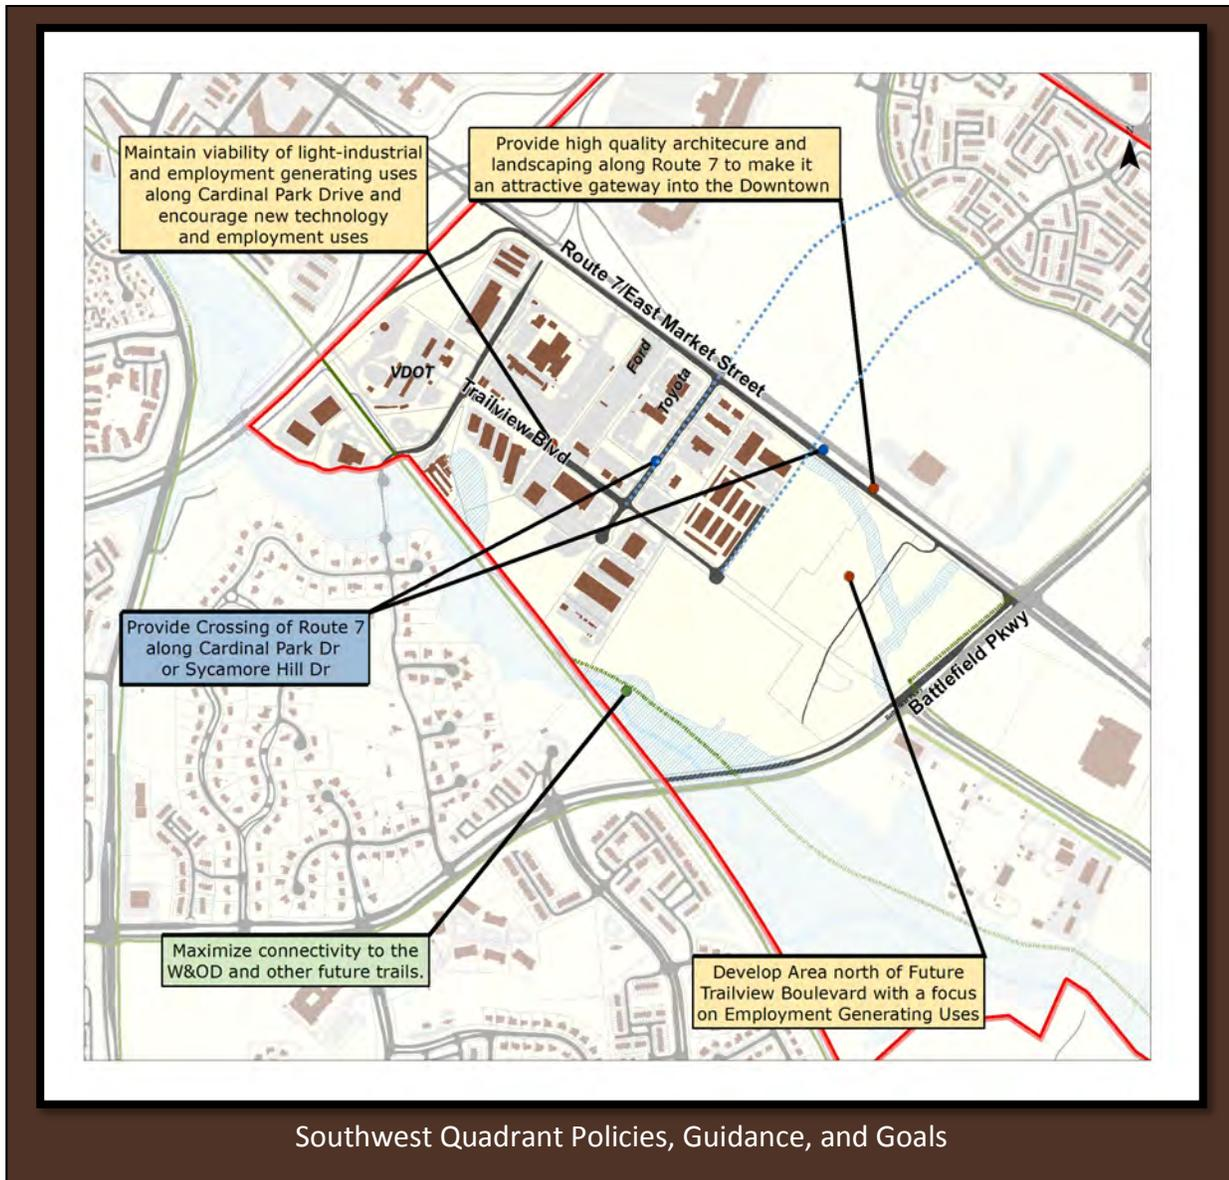 Maintain viability of light-industrial
and employment generating uses
along Cardinal Park Drive and
encourage new technology
and employment uses
Provide high quality architecure and
landscaping along Route 7 to make it
an attractive gateway into the Downtown
Route 7/East Market Street
Ford
Toyota
VDOT
Trailview Blvd
Provide Crossing of Route 7
along Cardinal Park Dr
or Sycamore Hill Dr
Battlefield Pkwy
Maximize connectivity to the
W&OD and other future trails.
Develop Area north of Future
Trailview Boulevard with a focus
on Employment Generating Uses
Southwest Quadrant Policies, Guidance, and Goals